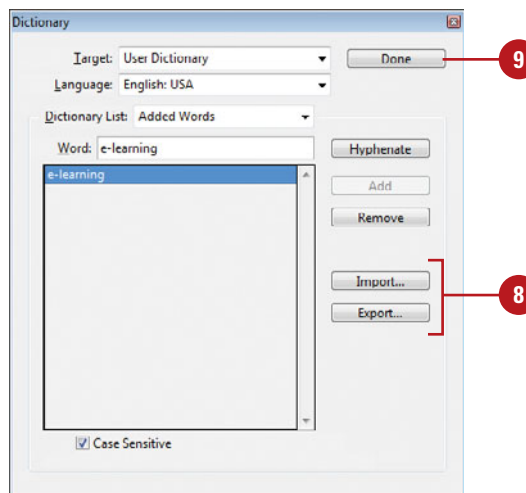 Dictionary
Target: User Dictionary
Done
9
Language: English: USA
Dictionary List: Added Words
Word: e-learning
Hyphenate
e-learning
Add
Remove
Import...
8
Export...
Case Sensitive